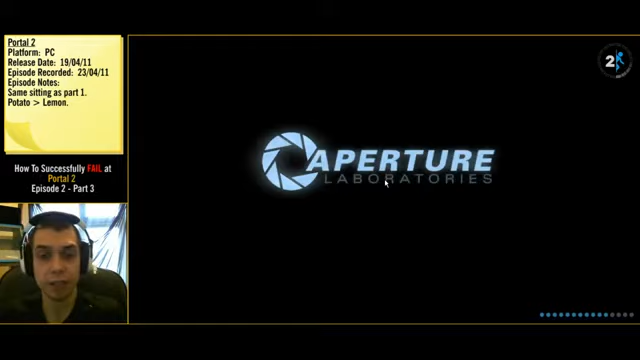 Portal 2
Platform: PC
Release Date: 19/04/11
Episode Recorded: 23/04/11
Episode Notes:
Same sitting as part 1.
Potato > Lemon.
How To Successfully FAIL at
Portal 2
Episode 2 - Part 3
APERTURE
LABORATORIES
2